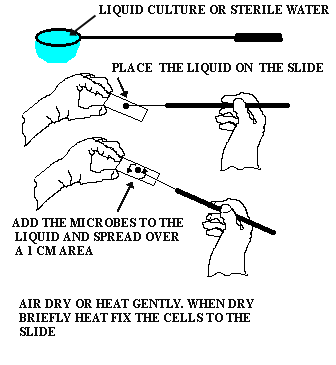 LIQUID CULTURE OR STERILE WATER
PLACE THE LIQUID ON THE SLIDE
ADD THE MICROBES TO THE
LIQUID AND SPREAD OVER
A 1 CM AREA
AIR DRY OR HEAT GENTLY. WHEN DRY
BRIEFLY HEAT FIX THE CELLS TO THE
SLIDE